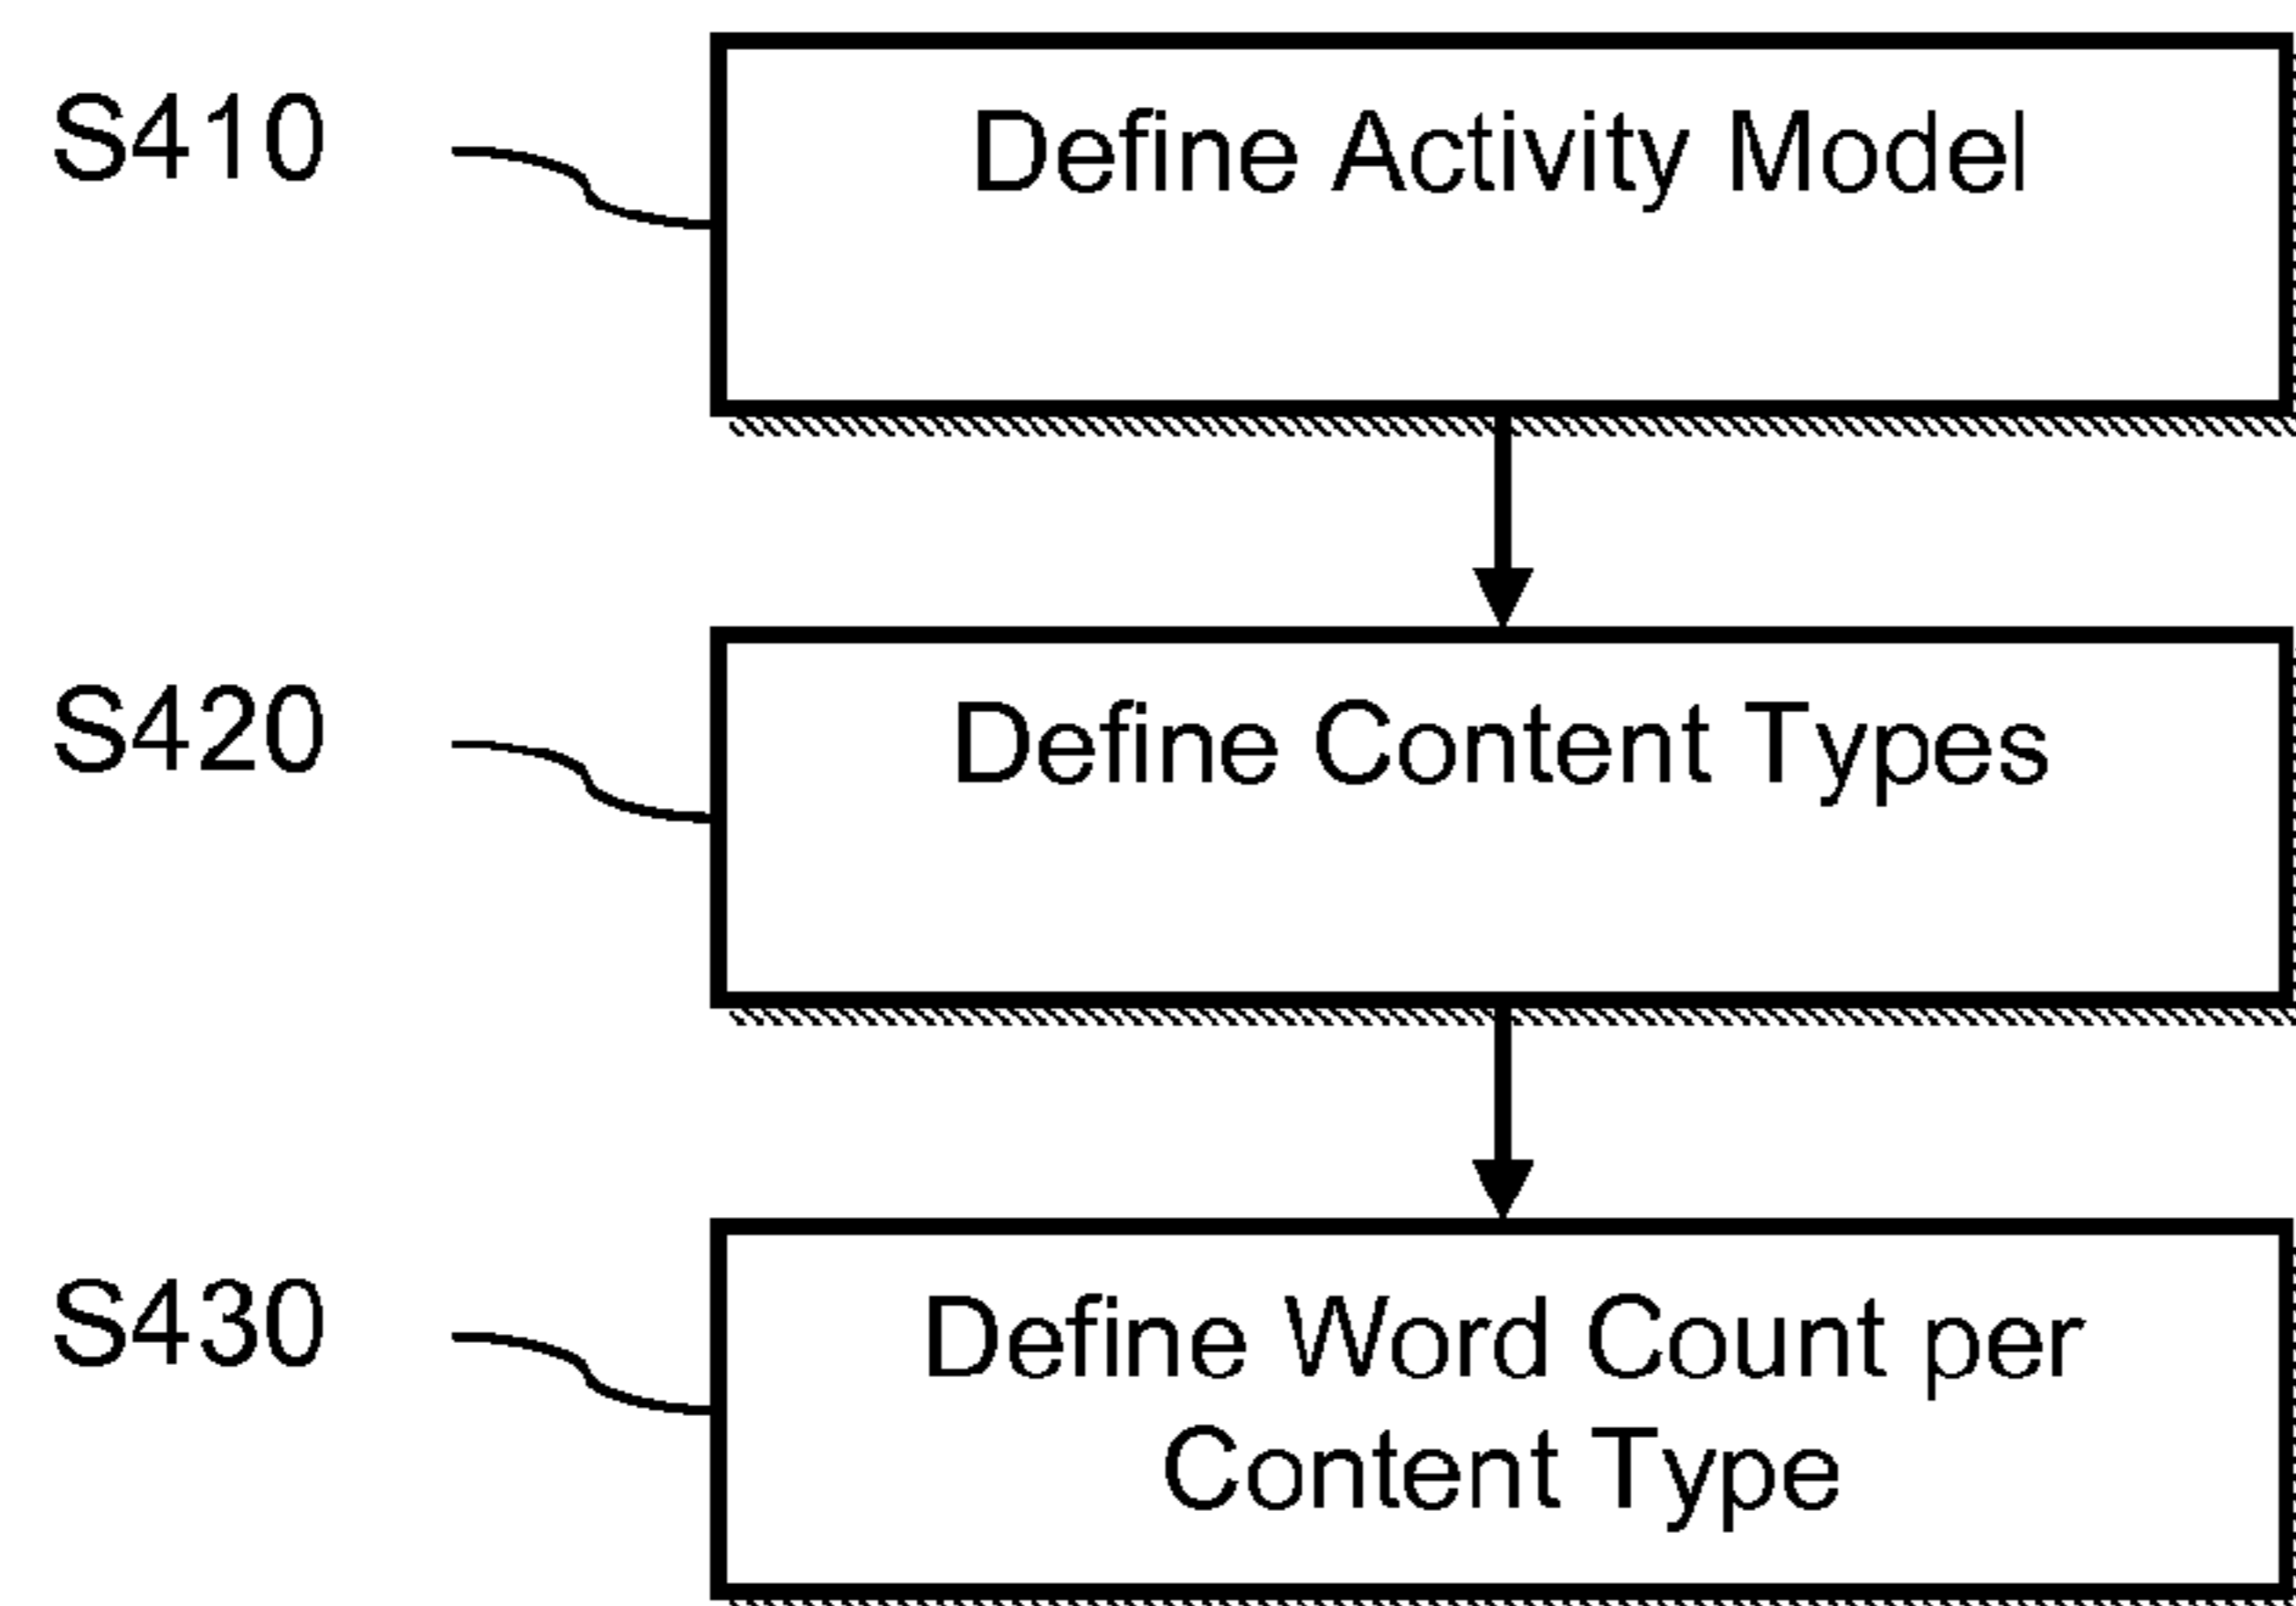 S410
Define Activity Model
S420
Define Content Types
S430
Define Word Count per
Content Type